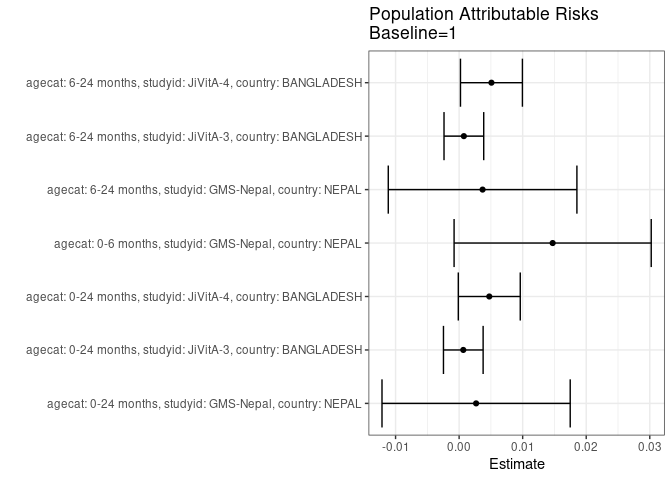 Population Attributable Risks
Baseline=1
agecat: 6-24 months, studyid: JiVitA-4, country: BANGLADESH
agecat: 6-24 months, studyid: JiVitA-3, country: BANGLADESH
agecat: 6-24 months, studyid: GMS-Nepal, country: NEPAL
agecat: 0-6 months, studyid: GMS-Nepal, country: NEPAL
agecat: 0-24 months, studyid: JiVitA-4, country: BANGLADESH
agecat: 0-24 months, studyid: JiVitA-3, country: BANGLADESH
agecat: 0-24 months, studyid: GMS-Nepal, country: NEPAL
-0.01 0.00 0.01 0.02 0.03
Estimate